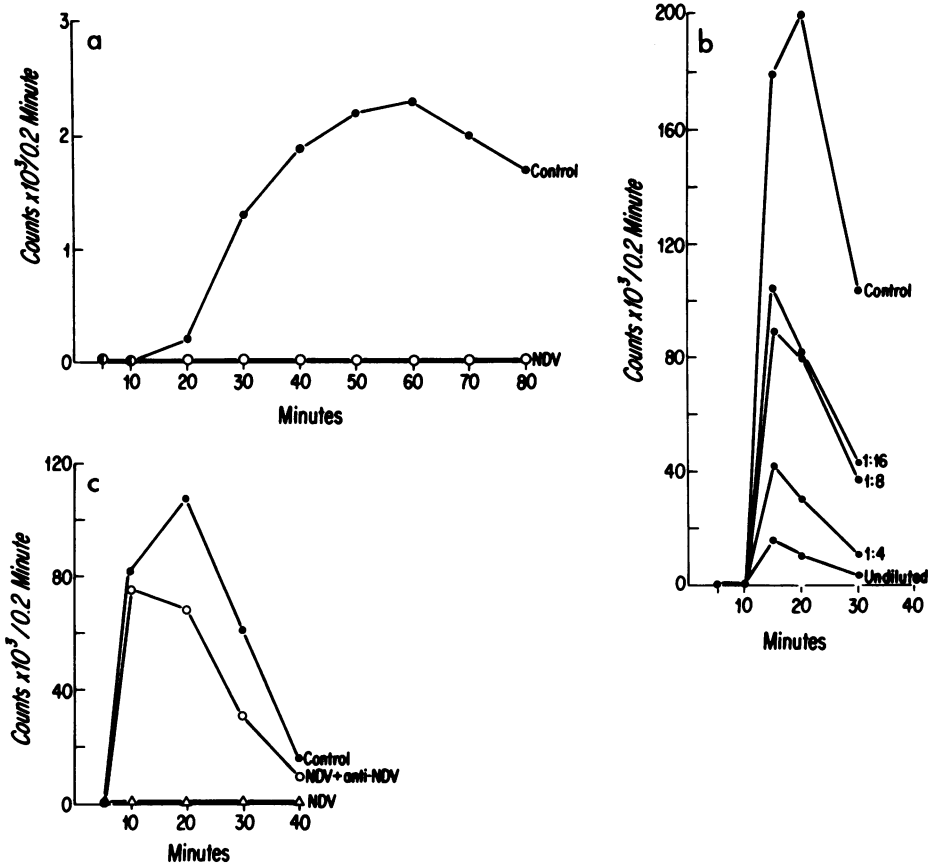 a
3
2
1
0
Counts x10³/0.2 Minute
Control
NDV
10 20 30 40 50 60 70 80
Minutes
b
200
160
120
80
40
0
Counts x10³/0.2 Minute
Control
1:16
1:8
1:4
Undiluted
10 20 30 40
Minutes
c
120
80
40
0
Counts x10³/0.2 Minute
Control
NDV+anti-NDV
NDV
10 20 30 40
Minutes